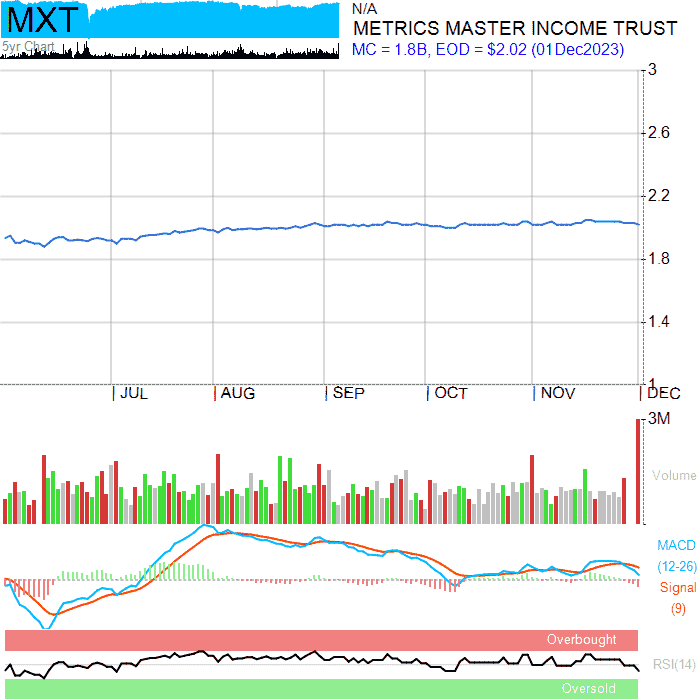 MXT
5yr Chart
N/A
METRICS MASTER INCOME TRUST
MC = 1.8B, EOD = $2.02 (01Dec2023)
3
2.6
2.2
1.8
1.4
1
JUL
AUG
SEP
OCT
NOV
DEC
3M
Volume
MACD
(12-26)
Signal
(9)
Overbought
RSI(14)
Oversold